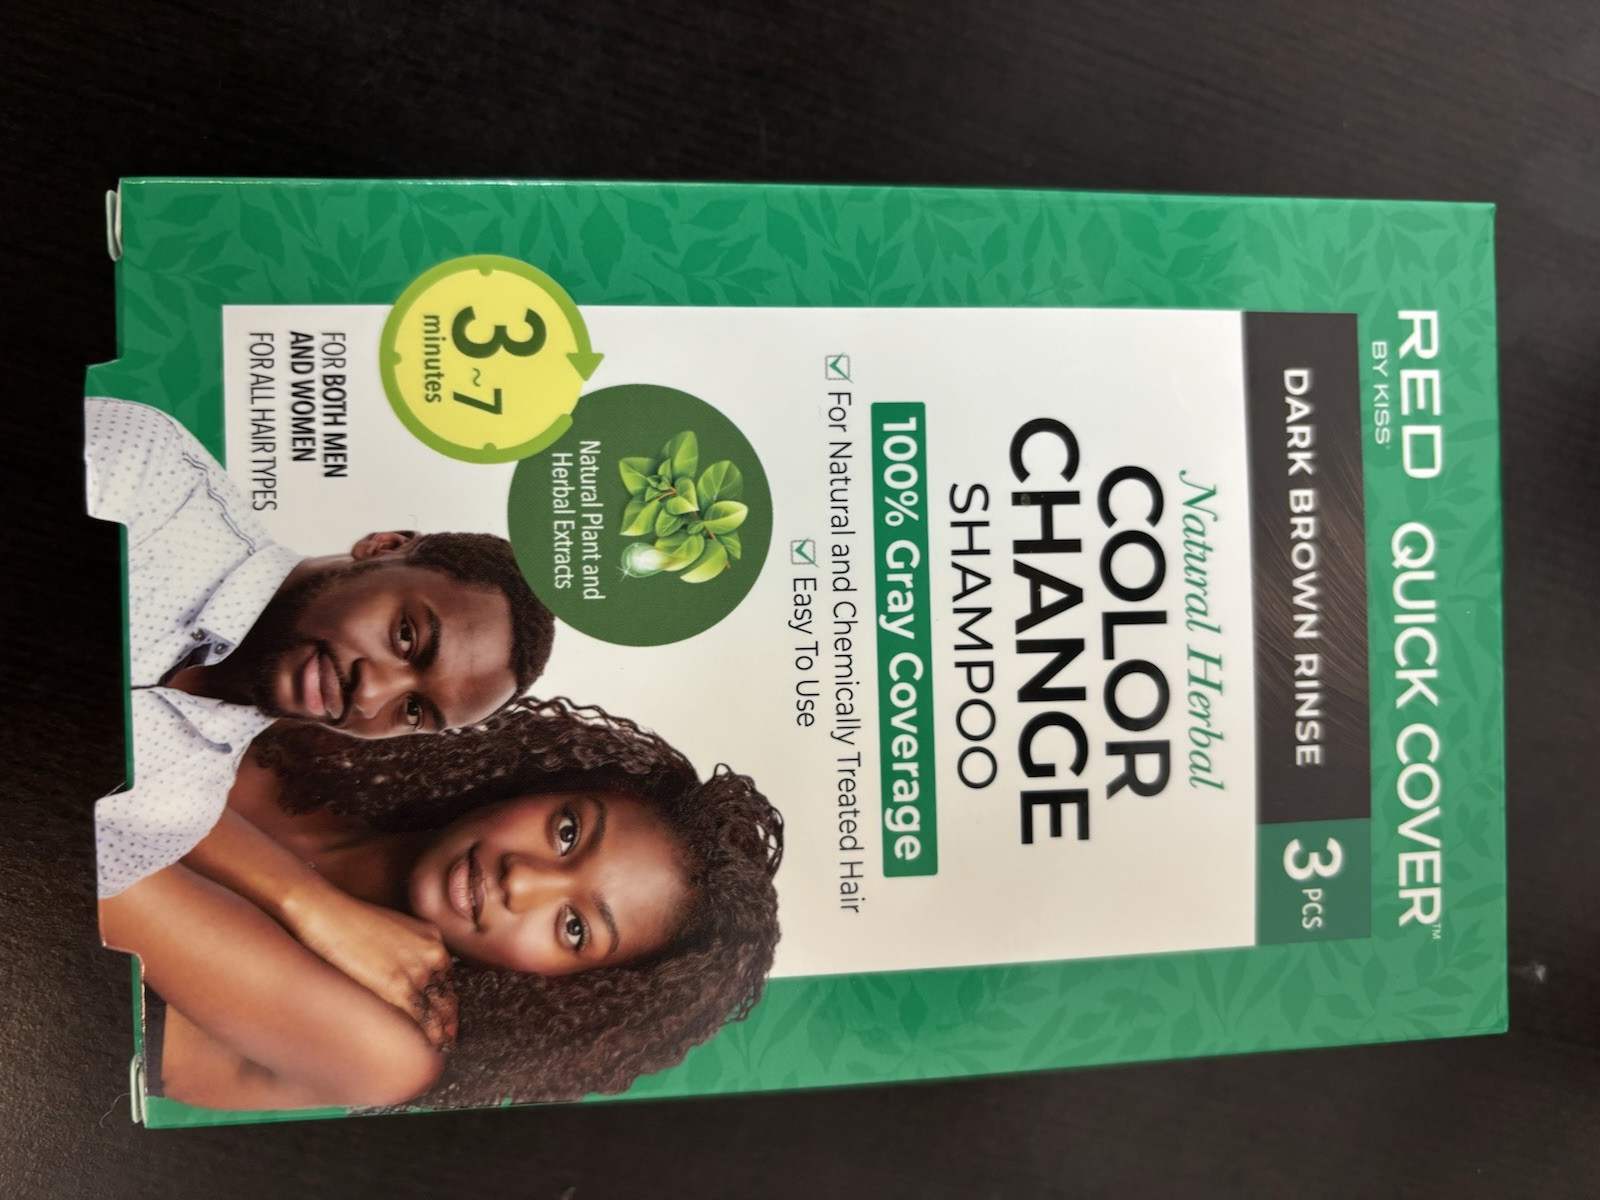 RED QUICK COVER™
BY KISS
DARK BROWN RINSE
3 PCS
Natural Herbal
COLOR
CHANGE
SHAMPOO
100% Gray Coverage
☑ For Natural and Chemically Treated Hair
☑ Easy To Use
Natural Plant and
Herbal Extracts
3~7
minutes
FOR BOTH MEN
AND WOMEN
FOR ALL HAIR TYPES